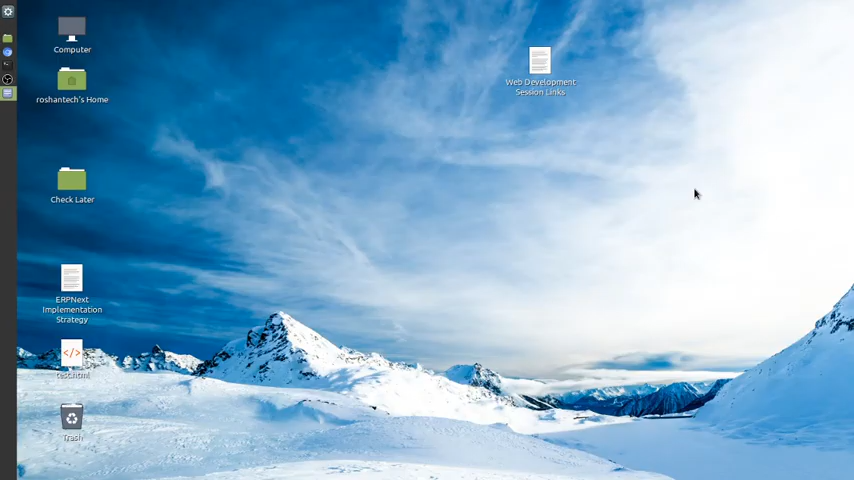 Computer
roshantech's Home
Web Development
Session Links
Check Later
ERPNext
Implementation
Strategy
test.html
Trash